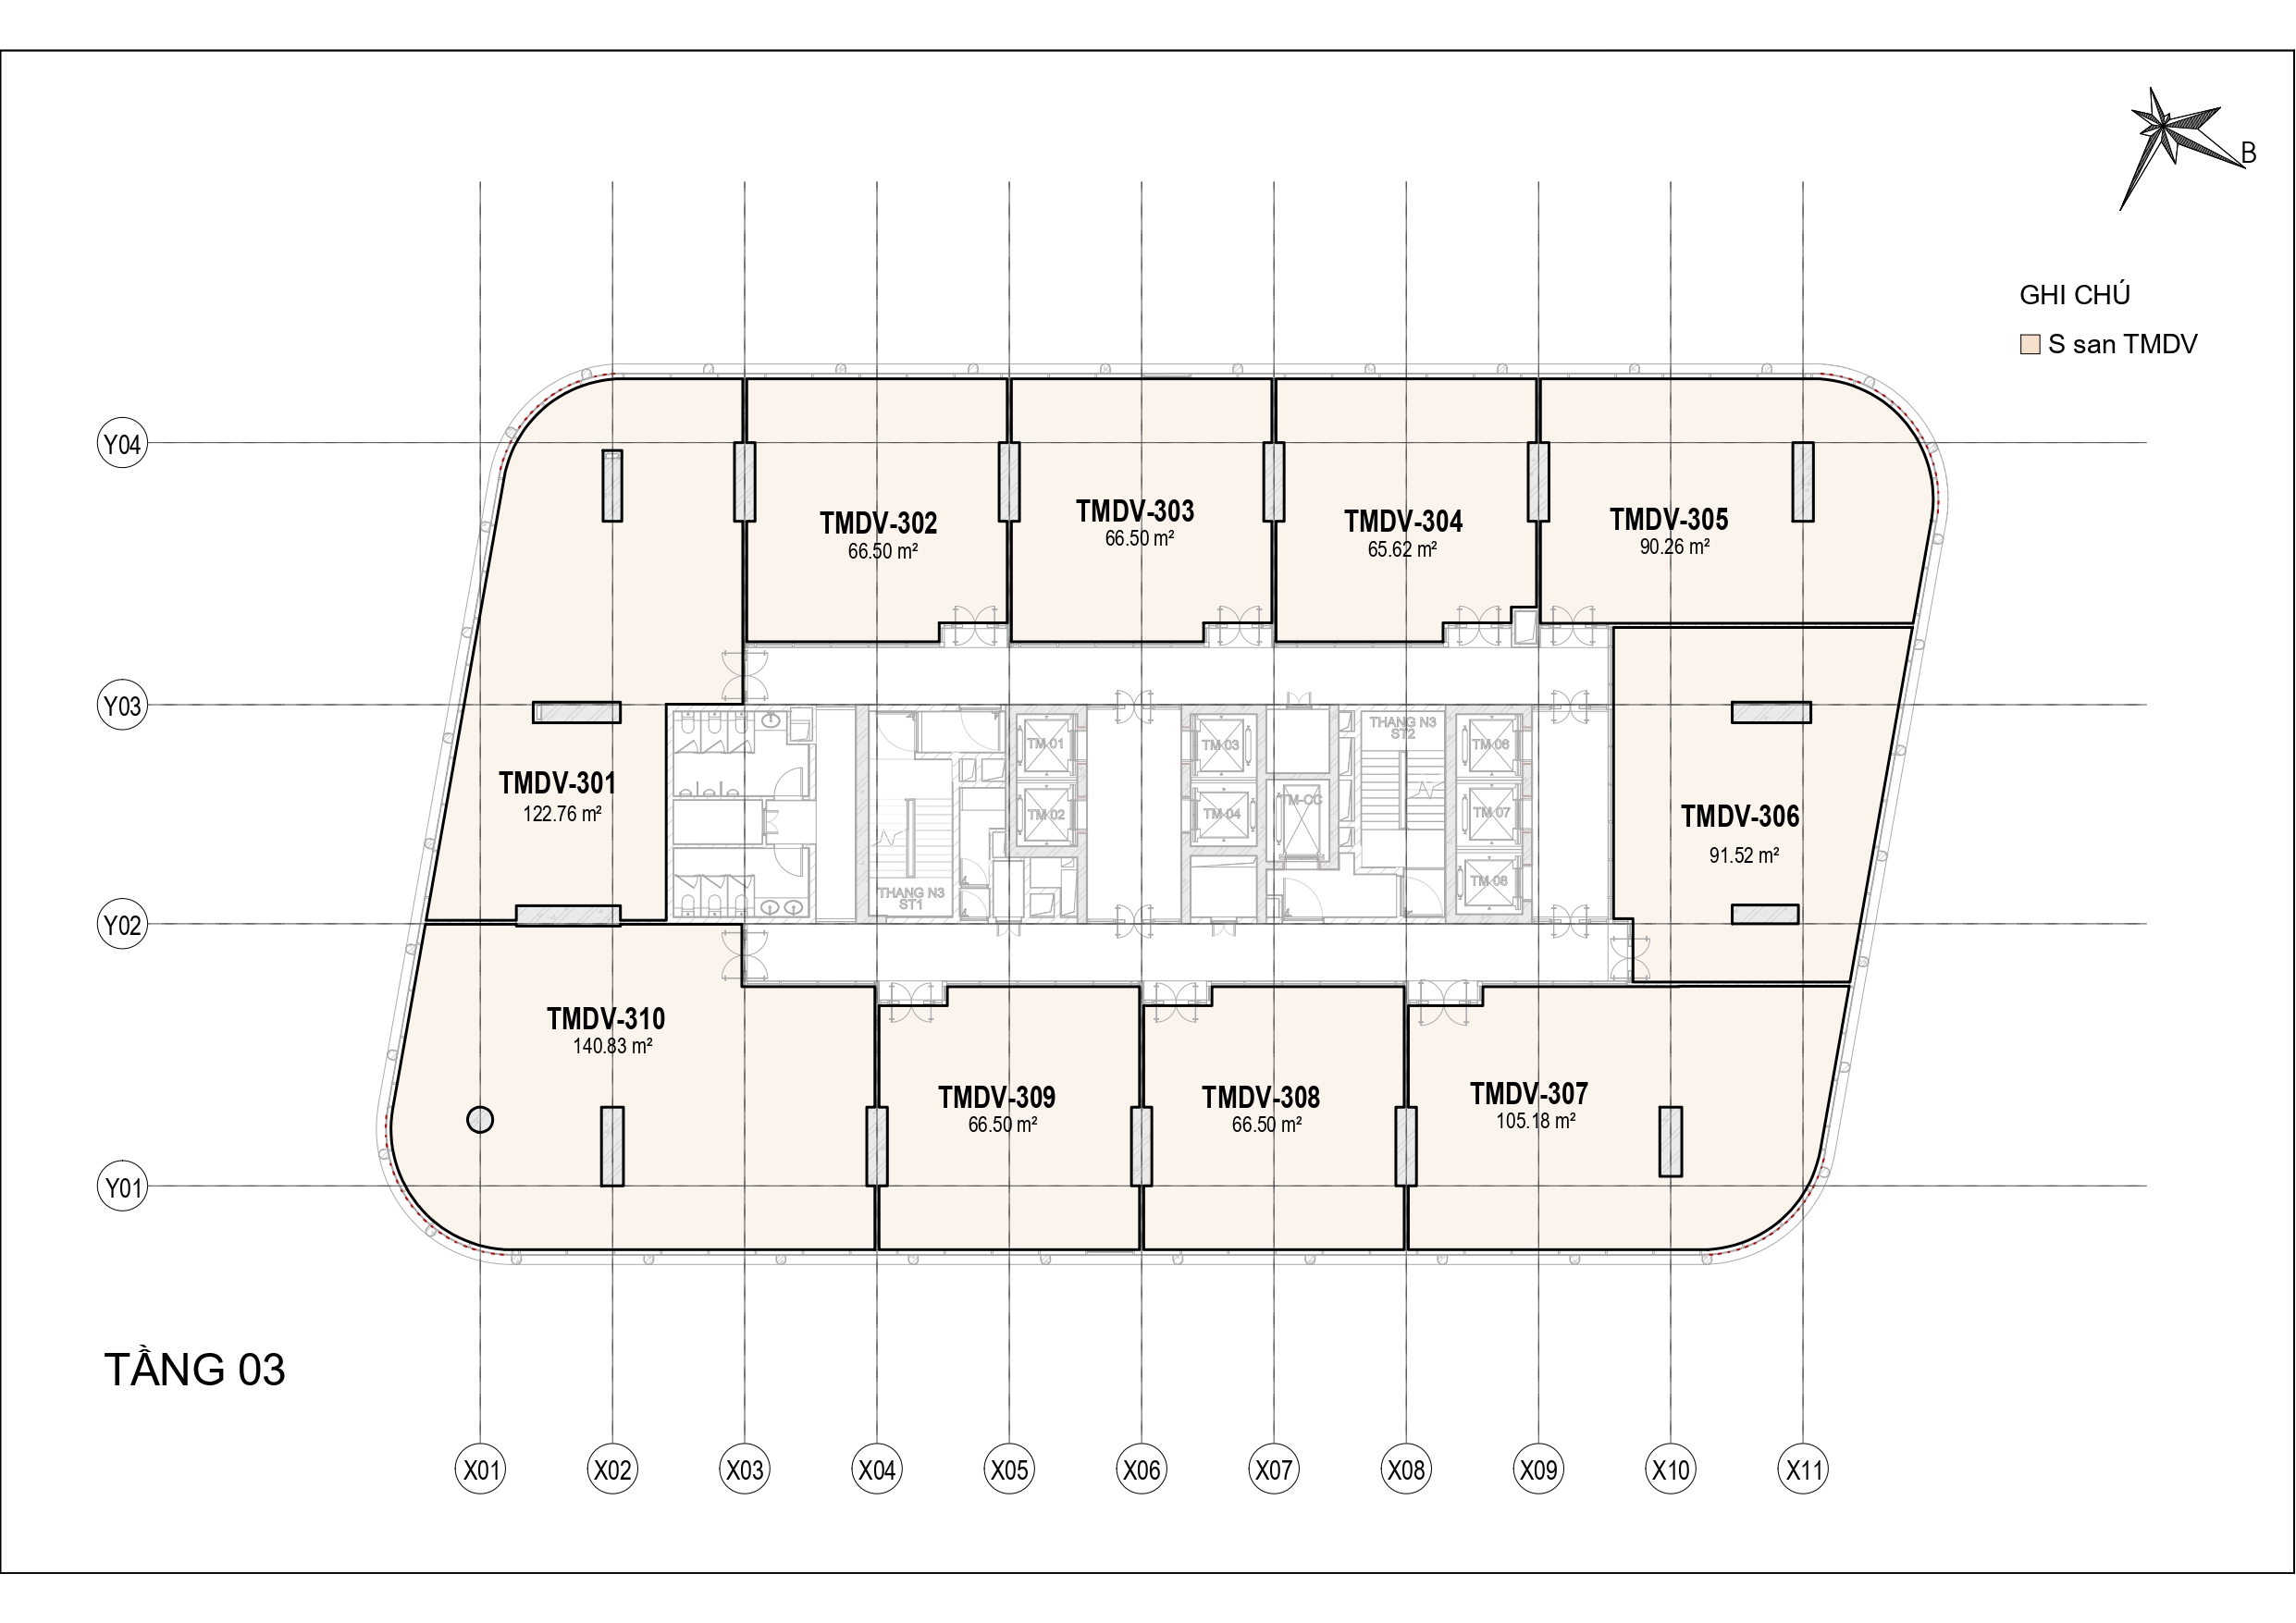 B
GHI CHÚ
S san TMDV
Y04
TMDV-302
66.50 m²
TMDV-303
66.50 m²
TMDV-304
65.62 m²
TMDV-305
90.26 m²
Y03
TMDV-301
122.76 m²
THANG N3
ST1
TM-01
TM-02
TM-03
TM-04
TM-CC
THANG N3
ST2
TM-06
TM-07
TM-08
TMDV-306
91.52 m²
Y02
TMDV-310
140.83 m²
TMDV-309
66.50 m²
TMDV-308
66.50 m²
TMDV-307
105.18 m²
Y01
TẦNG 03
X01 X02 X03 X04 X05 X06 X07 X08 X09 X10 X11